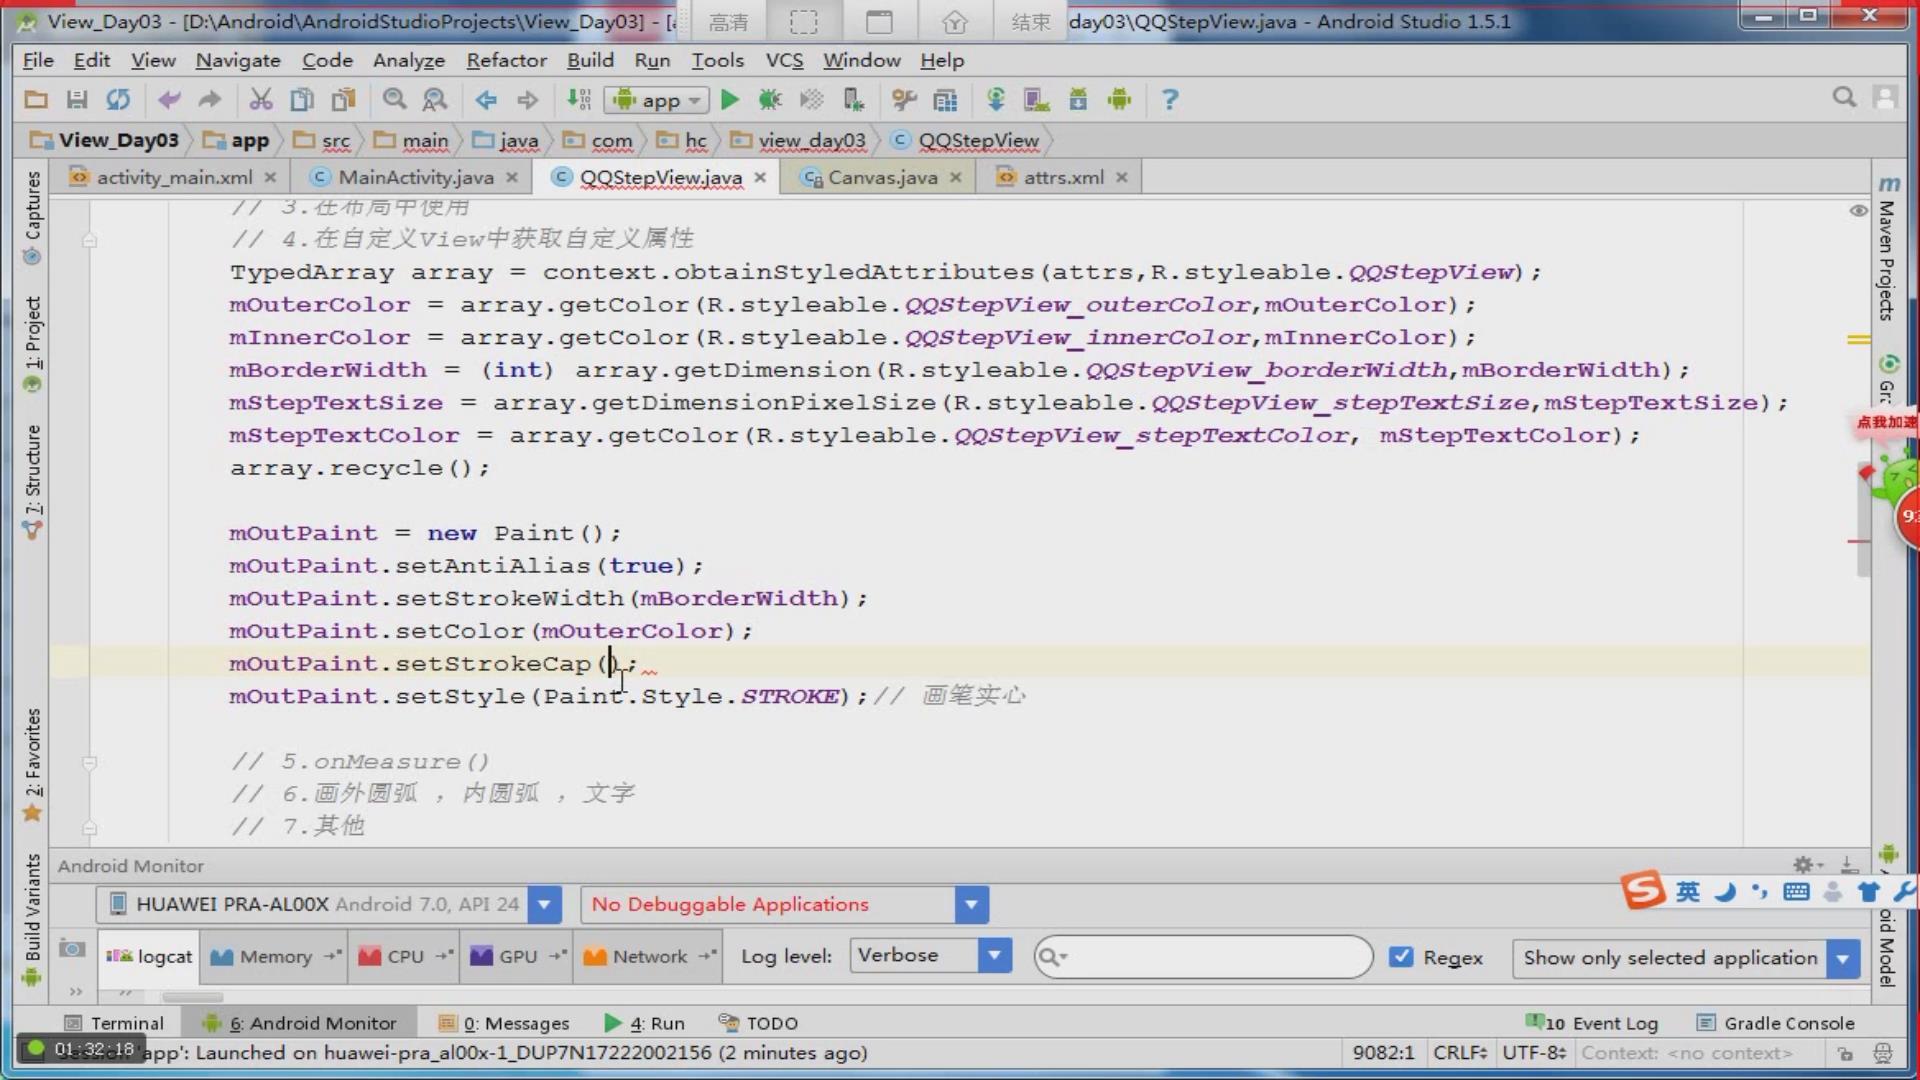 View_Day03 - [D:\Android\AndroidStudioProjects\View_Day03] - [ 高清 结束 day03\QQStepView.java - Android Studio 1.5.1
File Edit View Navigate Code Analyze Refactor Build Run Tools VCS Window Help
app
View_Day03 app src main java com hc view_day03 QQStepView
activity_main.xml MainActivity.java QQStepView.java Canvas.java attrs.xml
// 3.在布局中使用
// 4.在自定义View中获取自定义属性
TypedArray array = context.obtainStyledAttributes(attrs,R.styleable.QQStepView);
mOuterColor = array.getColor(R.styleable.QQStepView_outerColor,mOuterColor);
mInnerColor = array.getColor(R.styleable.QQStepView_innerColor,mInnerColor);
mBorderWidth = (int) array.getDimension(R.styleable.QQStepView_borderWidth,mBorderWidth);
mStepTextSize = array.getDimensionPixelSize(R.styleable.QQStepView_stepTextSize,mStepTextSize);
mStepTextColor = array.getColor(R.styleable.QQStepView_stepTextColor, mStepTextColor);
array.recycle();
mOutPaint = new Paint();
mOutPaint.setAntiAlias(true);
mOutPaint.setStrokeWidth(mBorderWidth);
mOutPaint.setColor(mOuterColor);
mOutPaint.setStrokeCap();
mOutPaint.setStyle(Paint.Style.STROKE);// 画笔实心
// 5.onMeasure()
// 6.画外圆弧 ，内圆弧 ，文字
// 7.其他
Captures
1: Project
7: Structure
2: Favorites
Build Variants
Maven Projects
点我加速
Android Monitor
HUAWEI PRA-AL00X Android 7.0, API 24 No Debuggable Applications
英
logcat Memory CPU GPU Network Log level: Verbose Regex Show only selected application
Terminal 6: Android Monitor 0: Messages 4: Run TODO 10 Event Log Gradle Console
01:32:18 'app': Launched on huawei-pra_al00x-1_DUP7N17222002156 (2 minutes ago) 9082:1 CRLF UTF-8 Context: <no context>